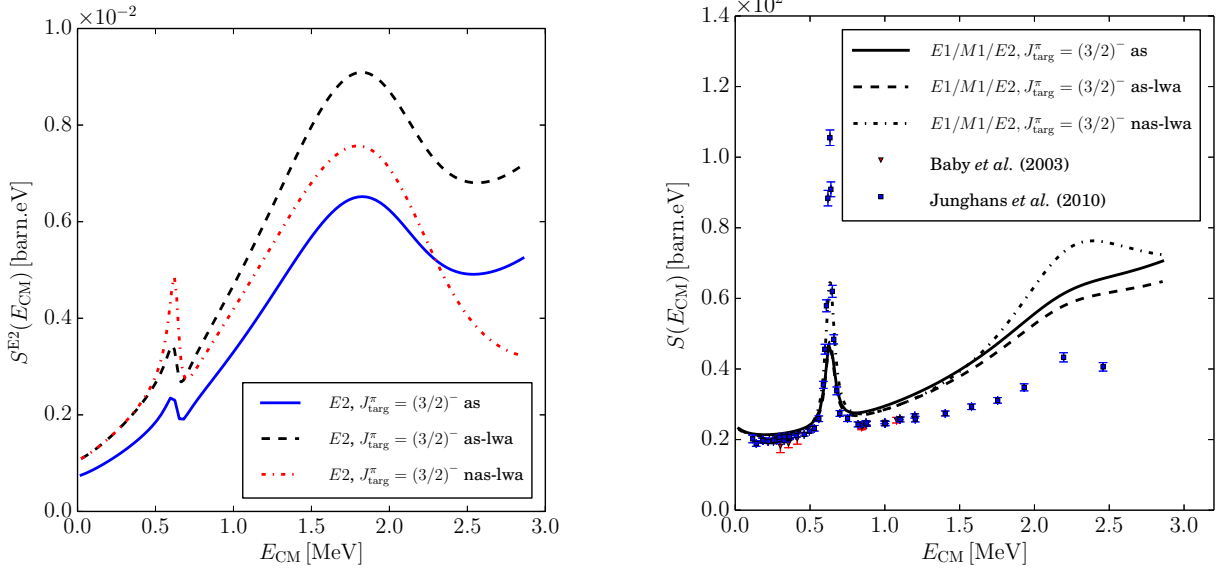 ×10⁻²
1.0
0.8
0.6
0.4
0.2
0.0
S^E2(E_CM) [barn.eV]
E2, J^π_targ = (3/2)⁻ as
E2, J^π_targ = (3/2)⁻ as-lwa
E2, J^π_targ = (3/2)⁻ nas-lwa
0.0 0.5 1.0 1.5 2.0 2.5 3.0
E_CM [MeV]
1.4
1.2
1.0
0.8
0.6
0.4
0.2
0.0
S(E_CM) [barn.eV]
E1/M1/E2, J^π_targ = (3/2)⁻ as
E1/M1/E2, J^π_targ = (3/2)⁻ as-lwa
E1/M1/E2, J^π_targ = (3/2)⁻ nas-lwa
Baby et al. (2003)
Junghans et al. (2010)
0.0 0.5 1.0 1.5 2.0 2.5 3.0
E_CM [MeV]